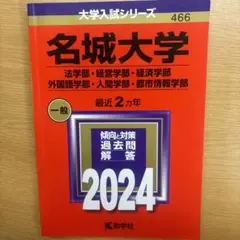 大学入試シリーズ
466
名城大学
法学部・経営学部・経済学部
外国語学部・人間学部・都市情報学部
最近2カ年
一般
傾向と対策
過去問
解答
2024
教学社